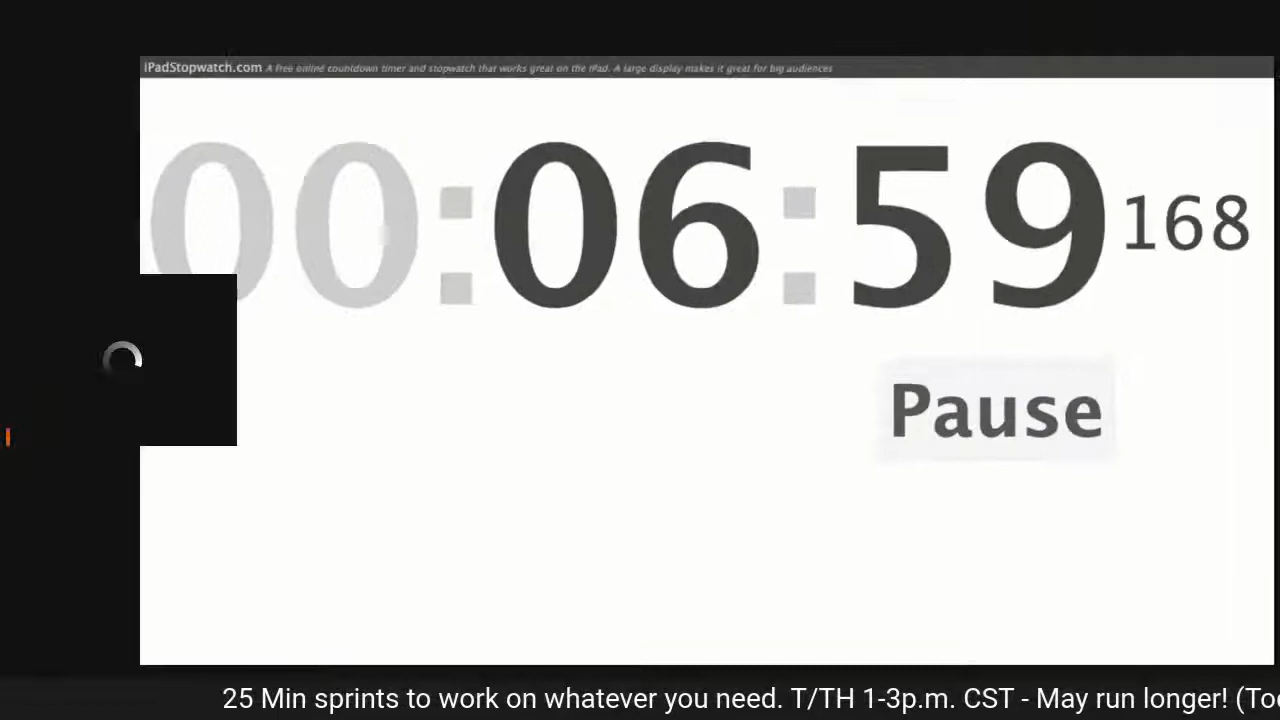 iPadStopwatch.com A free online countdown timer and stopwatch that works great on the iPad. A large display makes it great for big audiences
00:06:59 168
Pause
25 Min sprints to work on whatever you need. T/TH 1-3p.m. CST - May run longer! (To